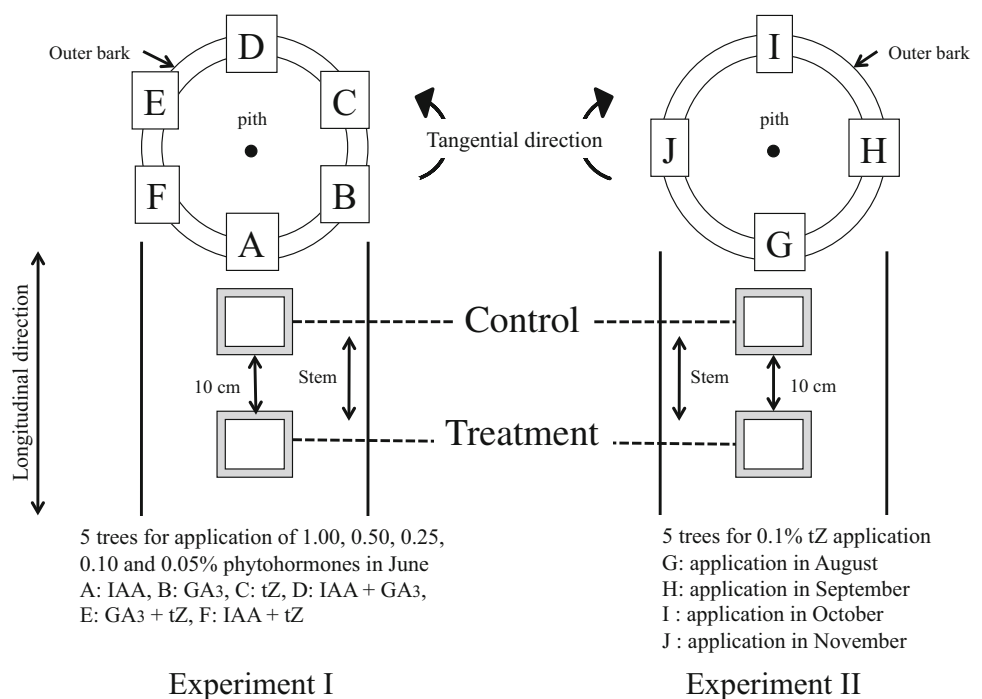 D
I
Outer bark
Outer bark
E
C
pith
pith
Tangential direction
J
H
F
B
A
G
Longitudinal direction
Control
10 cm
Stem
Stem
10 cm
Treatment
5 trees for application of 1.00, 0.50, 0.25,
0.10 and 0.05% phytohormones in June
A: IAA, B: GA3, C: tZ, D: IAA + GA3,
E: GA3 + tZ, F: IAA + tZ
5 trees for 0.1% tZ application
G: application in August
H: application in September
I : application in October
J : application in November
Experiment I
Experiment II